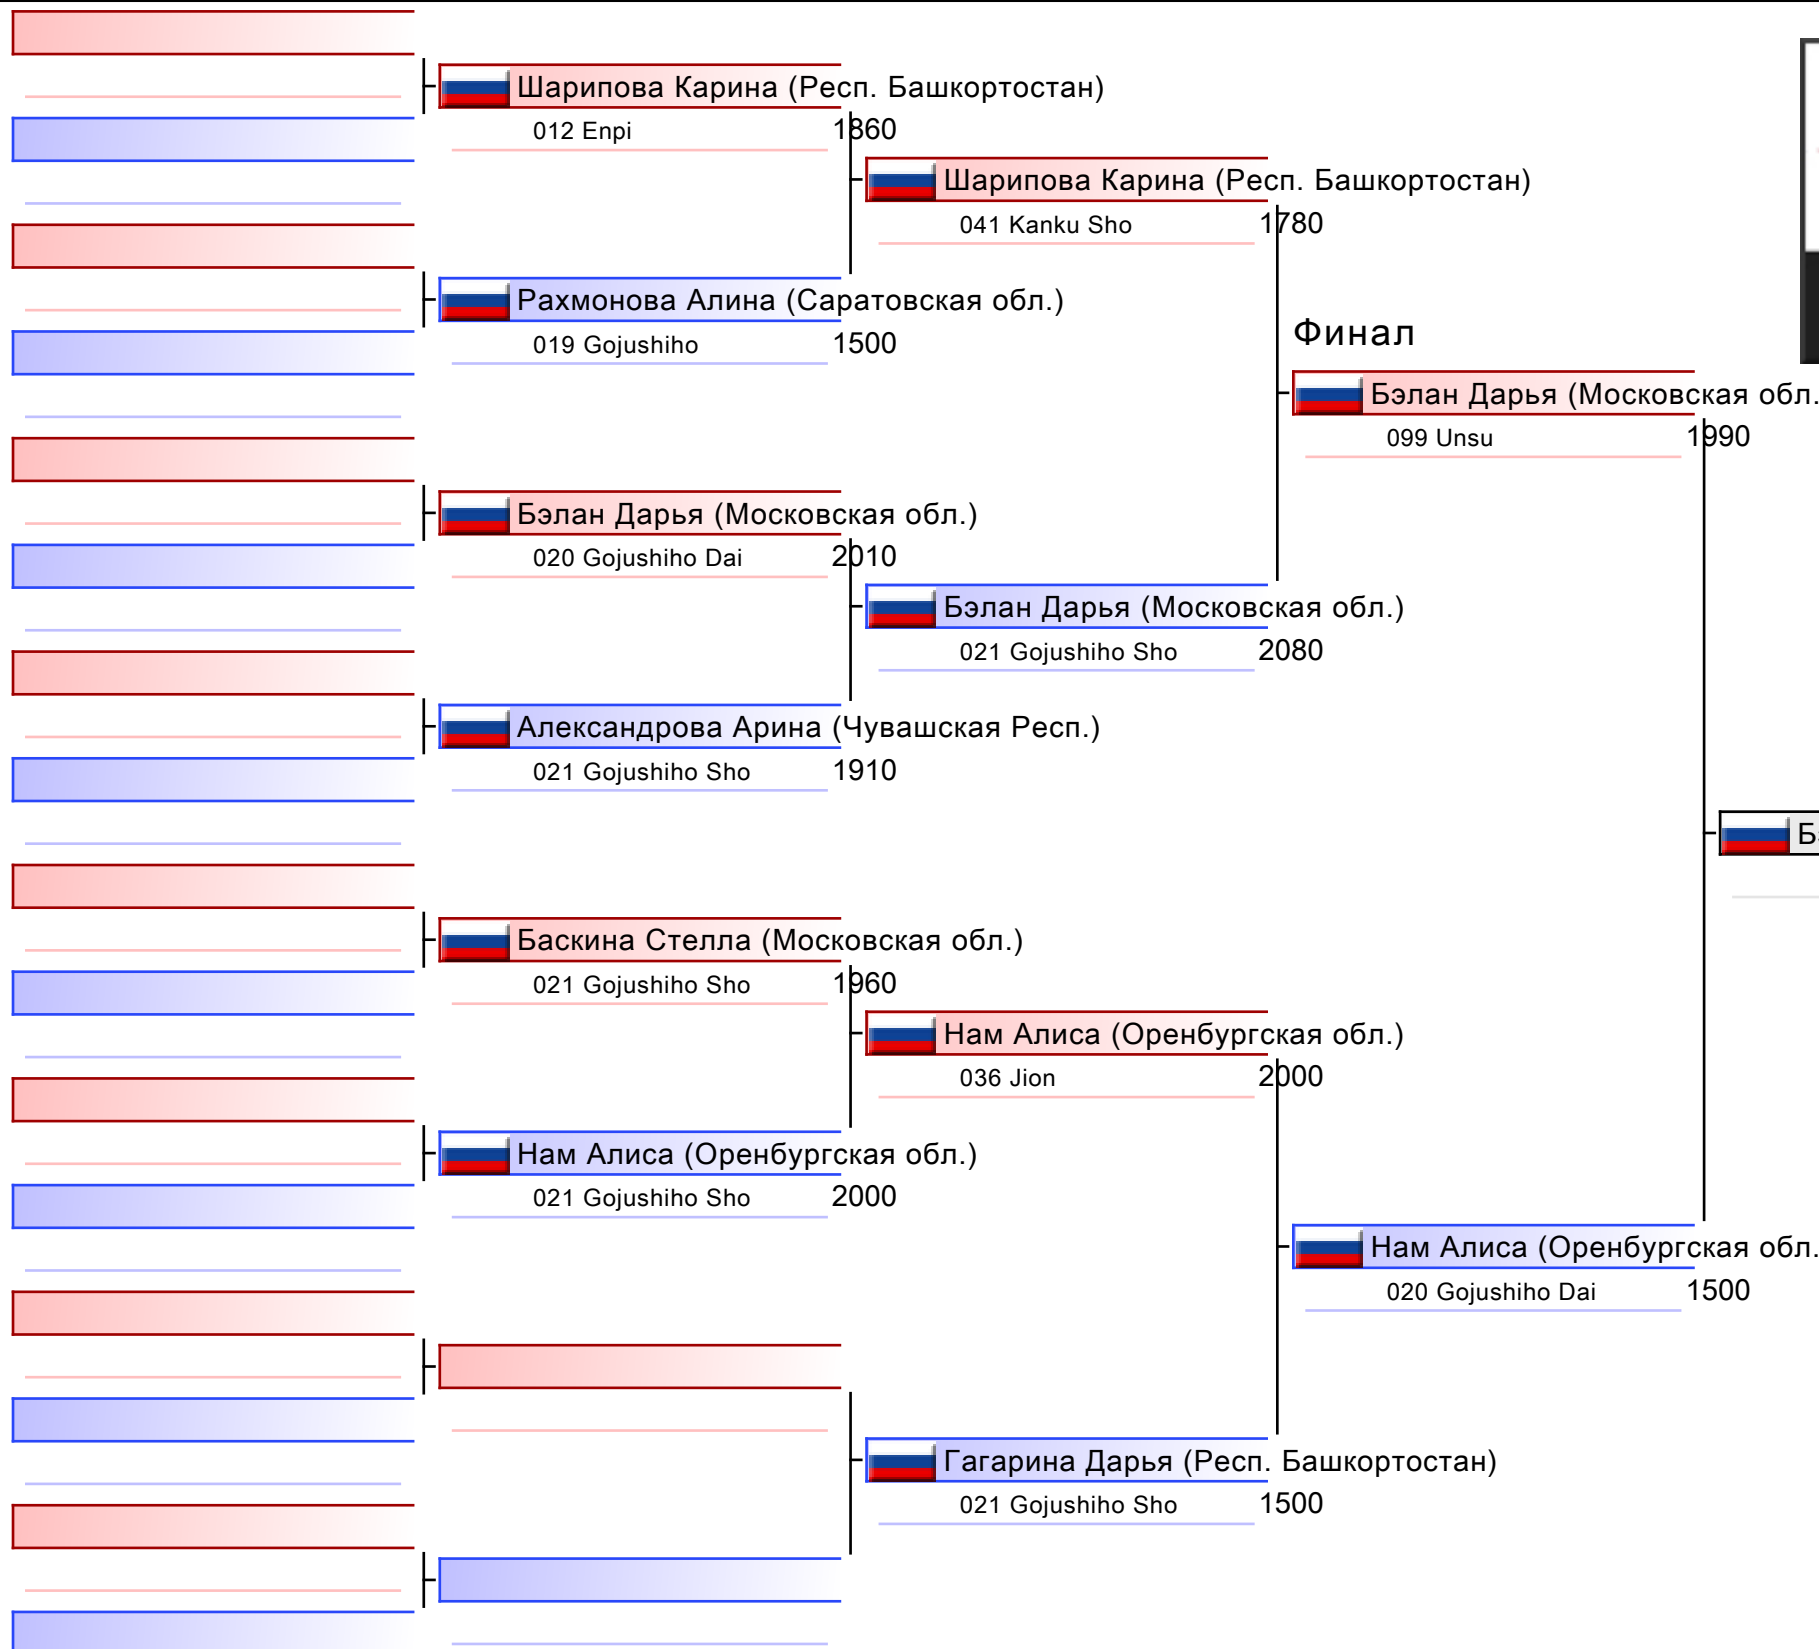 Шарипова Карина (Респ. Башкортостан)
012 Enpi 1860
Рахмонова Алина (Саратовская обл.)
019 Gojushiho 1500
Бэлан Дарья (Московская обл.)
020 Gojushiho Dai 2010
Александрова Арина (Чувашская Респ.)
021 Gojushiho Sho 1910
Баскина Стелла (Московская обл.)
021 Gojushiho Sho 1960
Нам Алиса (Оренбургская обл.)
021 Gojushiho Sho 2000
Шарипова Карина (Респ. Башкортостан)
041 Kanku Sho 1780
Бэлан Дарья (Московская обл.)
021 Gojushiho Sho 2080
Нам Алиса (Оренбургская обл.)
036 Jion 2000
Гагарина Дарья (Респ. Башкортостан)
021 Gojushiho Sho 1500
Финал
Бэлан Дарья (Московская обл.
099 Unsu 1990
Нам Алиса (Оренбургская обл.
020 Gojushiho Dai 1500